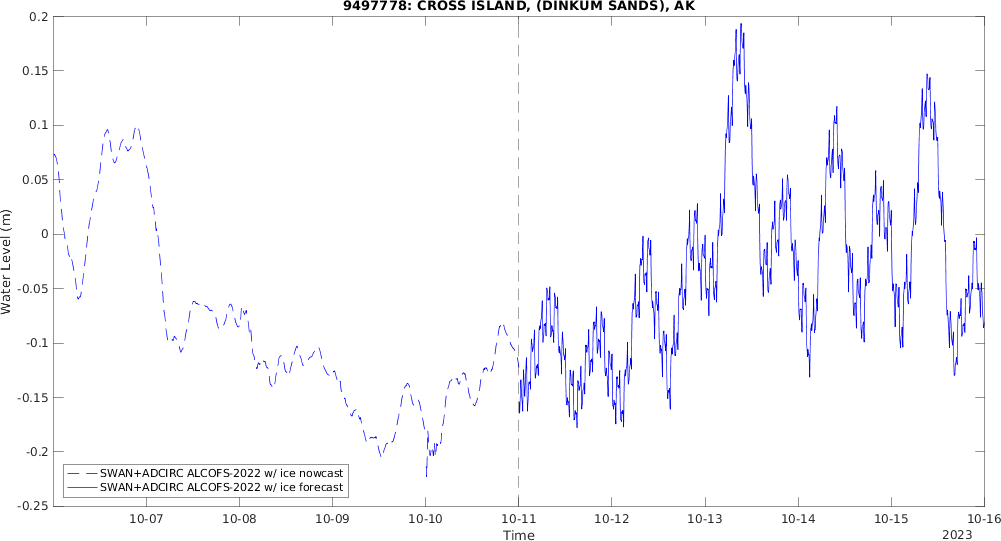 9497778: CROSS ISLAND, (DINKUM SANDS), AK
Water Level (m)
0.2
0.15
0.1
0.05
0
-0.05
-0.1
-0.15
-0.2
-0.25
SWAN+ADCIRC ALCOFS-2022 w/ ice nowcast
SWAN+ADCIRC ALCOFS-2022 w/ ice forecast
10-07 10-08 10-09 10-10 10-11 10-12 10-13 10-14 10-15 10-16
Time
2023